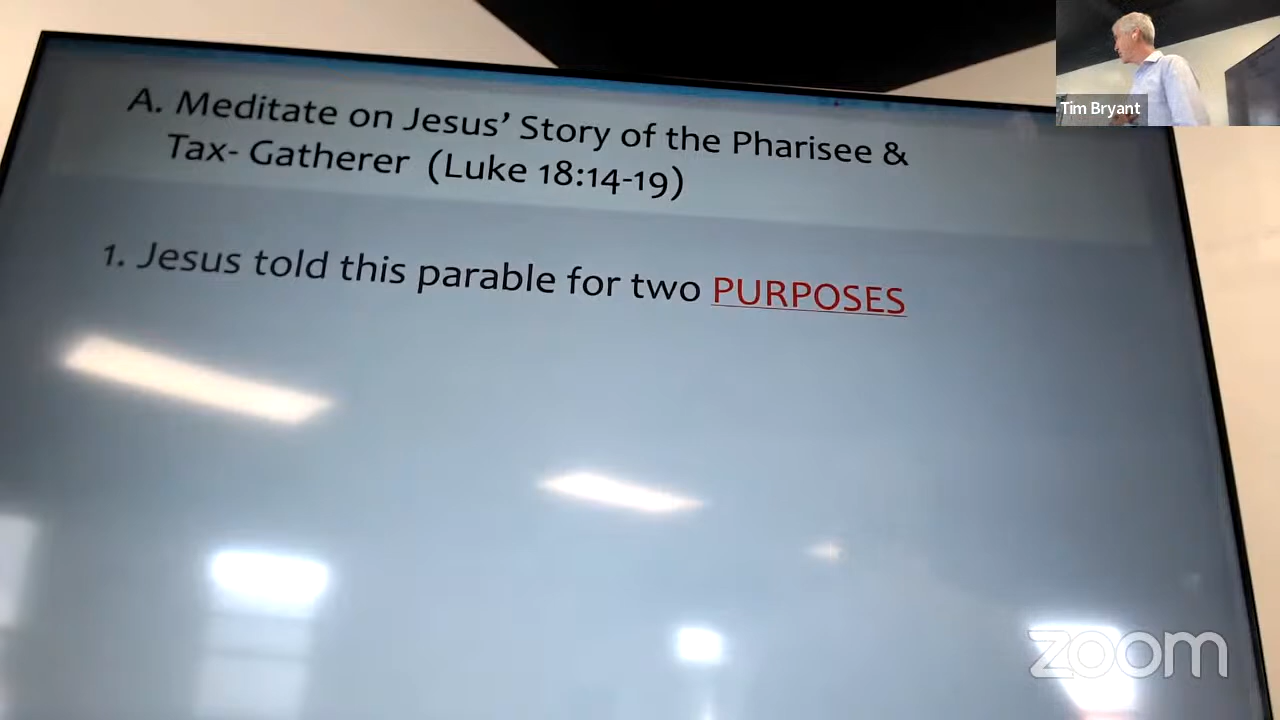 A. Meditate on Jesus' Story of the Pharisee &
Tax- Gatherer (Luke 18:14-19)
1. Jesus told this parable for two PURPOSES
Tim Bryant
zoom